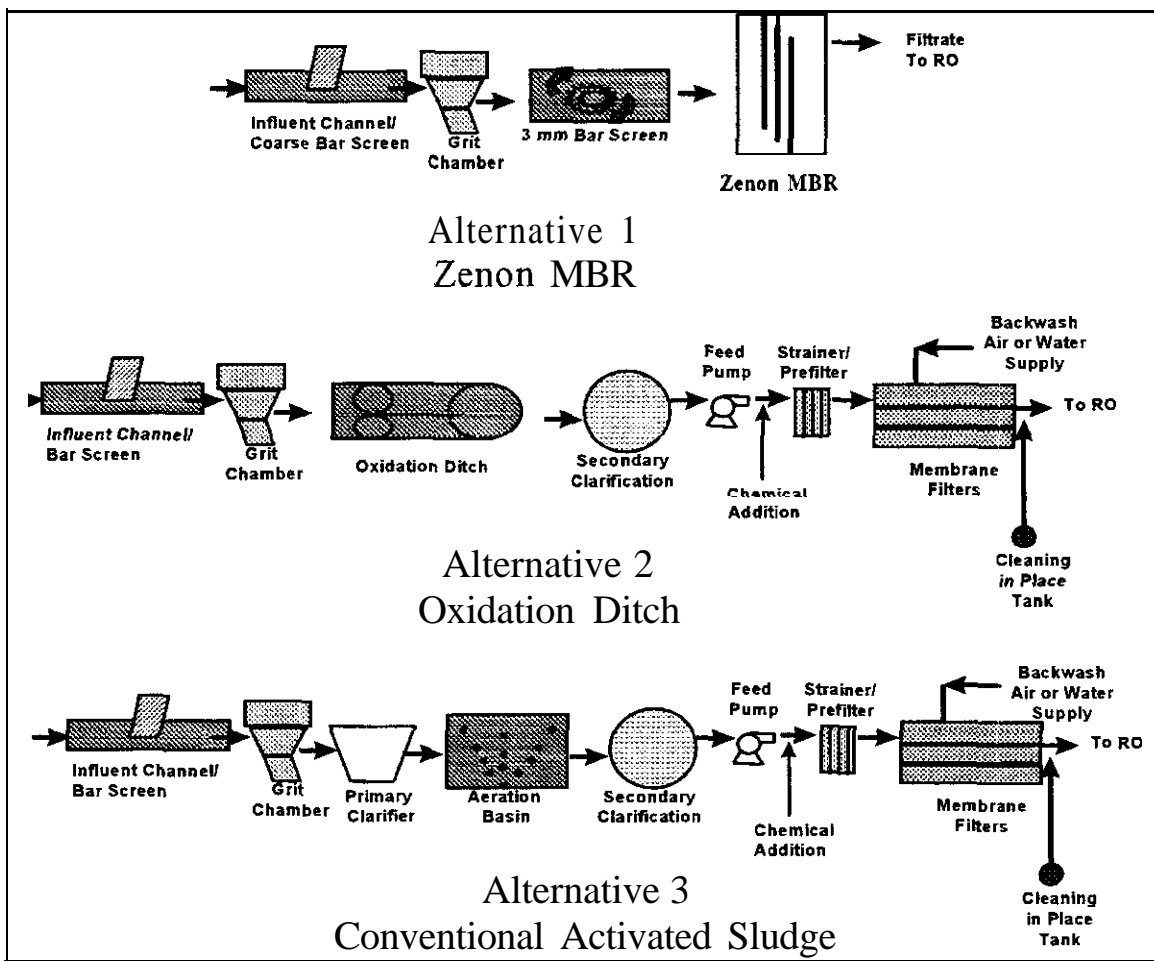 Filtrate
To RO
Influent Channel/
Coarse Bar Screen
Grit
Chamber
3 mm Bar Screen
Zenon MBR
Alternative 1
Zenon MBR
Backwash
Air or Water
Supply
Feed
Pump
Strainer/
Prefilter
To RO
Influent Channel/
Bar Screen
Grit
Chamber
Oxidation Ditch
Secondary
Clarification
Chemical
Addition
Membrane
Filters
Cleaning
in Place
Tank
Alternative 2
Oxidation Ditch
Backwash
Air or Water
Supply
Feed
Pump
Strainer/
Prefilter
To RO
Influent Channel/
Bar Screen
Grit
Chamber
Primary
Clarifier
Aeration
Basin
Secondary
Clarification
Chemical
Addition
Membrane
Filters
Cleaning
in Place
Tank
Alternative 3
Conventional Activated Sludge